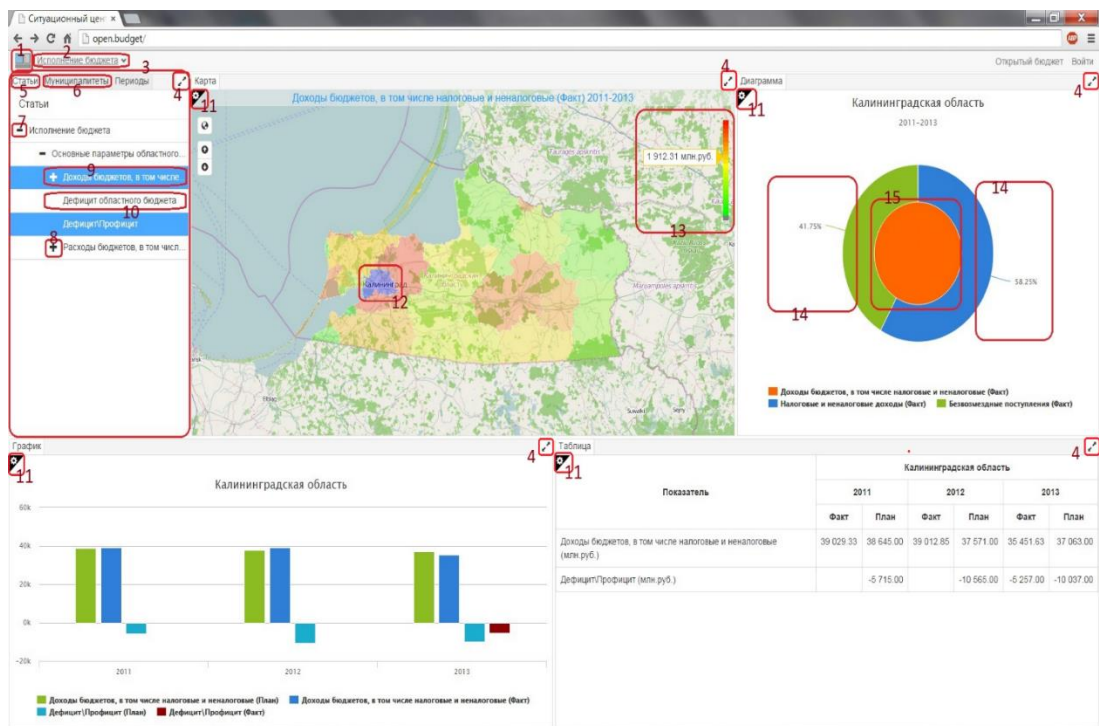 Ситуационный цен ×
open.budget/
1
Исполнение бюджета
2
Открытый бюджет Войти
3
Статьи Муниципалитеты Периоды
5
6
4
Карта
4
Диаграмма
4
Статьи
7
Исполнение бюджета
Основные параметры областного...
9
Доходы бюджетов, в том числе...
Дефицит областного бюджета
10
Дефицит\Профицит
8
Расходы бюджетов, в том числ...
11
Доходы бюджетов, в том числе налоговые и неналоговые (Факт) 2011-2013
1 912.31 млн.руб.
13
Калининград
12
Suwałki
11
Калининградская область
2011-2013
14
15
14
41.75%
58.25%
Доходы бюджетов, в том числе налоговые и неналоговые (Факт)
Налоговые и неналоговые доходы (Факт) Безвозмездные поступления (Факт)
График
4
11
Калининградская область
60k
40k
20k
0k
-20k
2011 2012 2013
Доходы бюджетов, в том числе налоговые и неналоговые (План) Доходы бюджетов, в том числе налоговые и неналоговые (Факт)
Дефицит\Профицит (План) Дефицит\Профицит (Факт)
Таблица
4
11
Калининградская область
Показатель 2011 2012 2013
Факт План Факт План Факт План
Доходы бюджетов, в том числе налоговые и неналоговые 39 029.33 38 645.00 39 012.85 37 571.00 35 451.63 37 063.00
(млн.руб.)
Дефицит\Профицит (млн.руб.) -5 715.00 -10 565.00 -5 257.00 -10 037.00